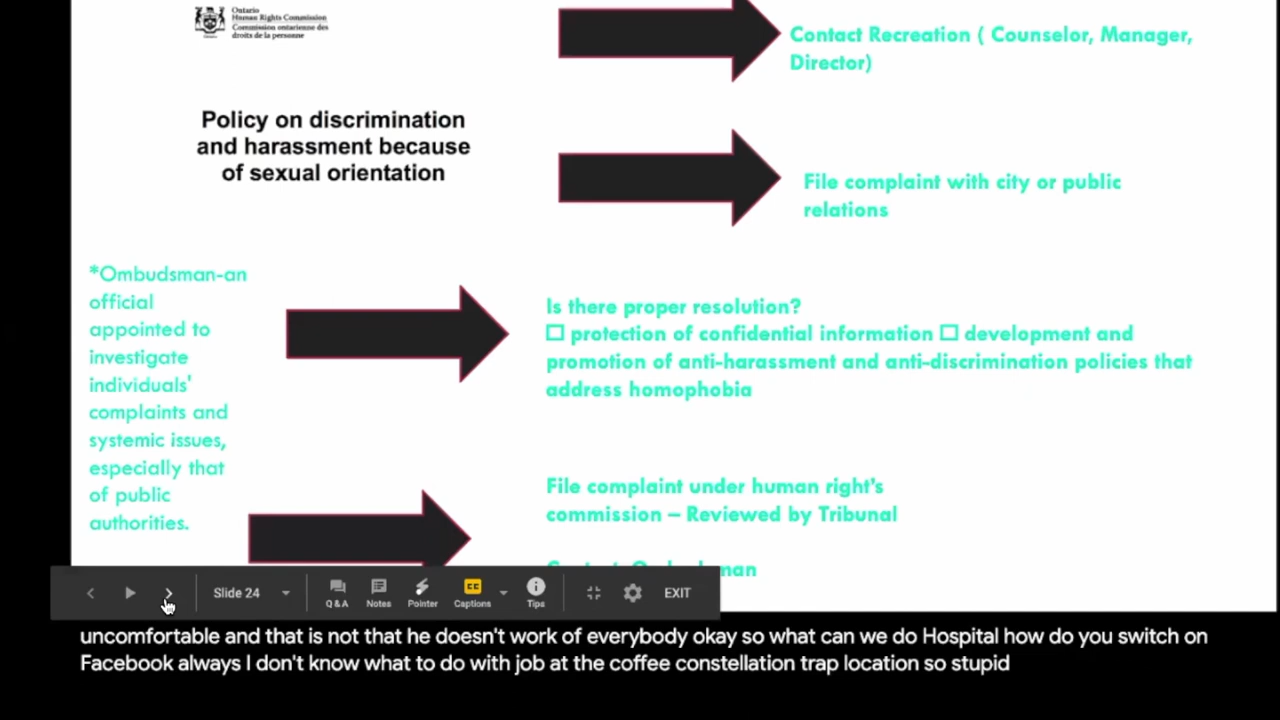 Ontario
Human Rights Commission
Commission ontarienne des
droits de la personne
Contact Recreation ( Counselor, Manager,
Director)
Policy on discrimination
and harassment because
of sexual orientation
File complaint with city or public
relations
*Ombudsman-an
official
appointed to
investigate
individuals'
complaints and
systemic issues,
especially that
of public
authorities.
Is there proper resolution?
☐ protection of confidential information ☐ development and
promotion of anti-harassment and anti-discrimination policies that
address homophobia
File complaint under human right's
commission – Reviewed by Tribunal
Slide 24
Q&A
Notes
Pointer
CC
Captions
Tips
EXIT
uncomfortable and that is not that he doesn't work of everybody okay so what can we do Hospital how do you switch on
Facebook always I don't know what to do with job at the coffee constellation trap location so stupid